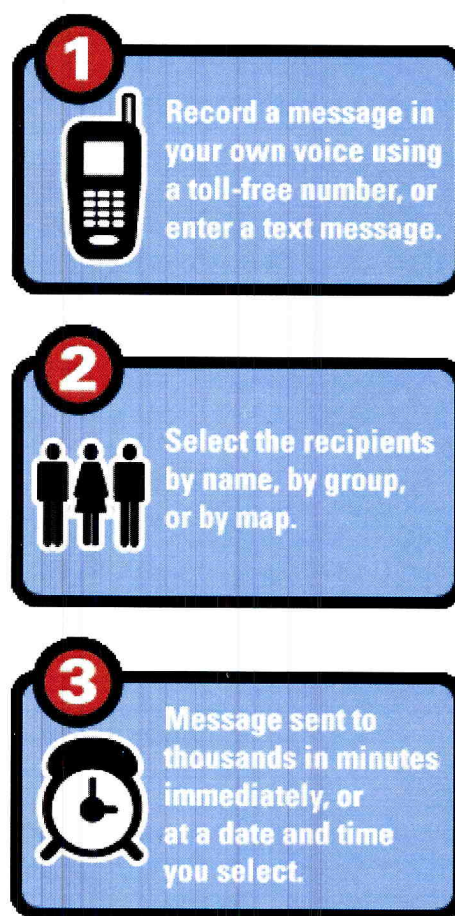 1
Record a message in
your own voice using
a toll-free number, or
enter a text message.
2
Select the recipients
by name, by group,
or by map.
3
Message sent to
thousands in minutes
immediately, or
at a date and time
you select.